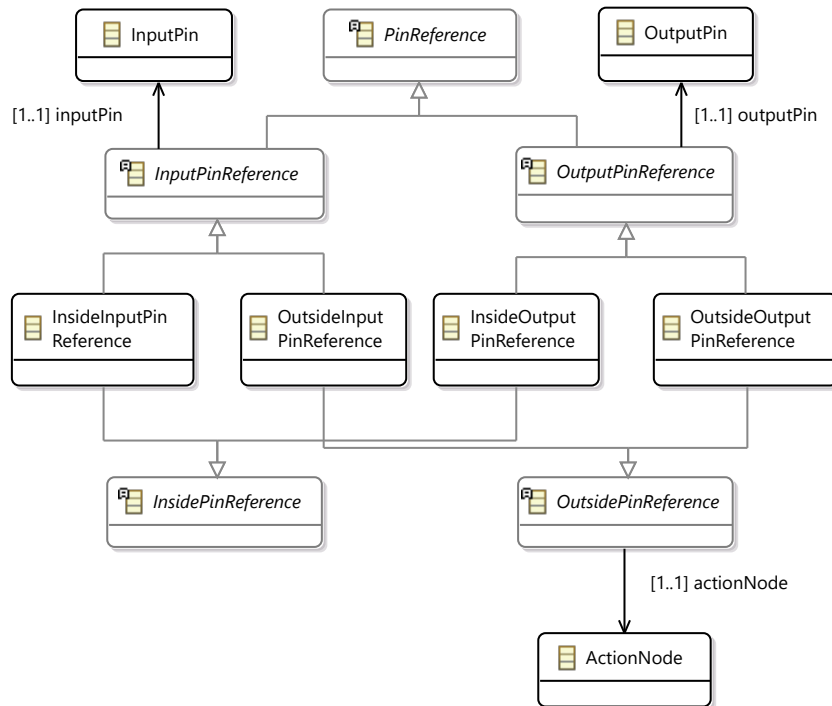 InputPin
PinReference
OutputPin
[1..1] inputPin
[1..1] outputPin
InputPinReference
OutputPinReference
InsideInputPin
Reference
OutsideInput
PinReference
InsideOutput
PinReference
OutsideOutput
PinReference
InsidePinReference
OutsidePinReference
[1..1] actionNode
ActionNode